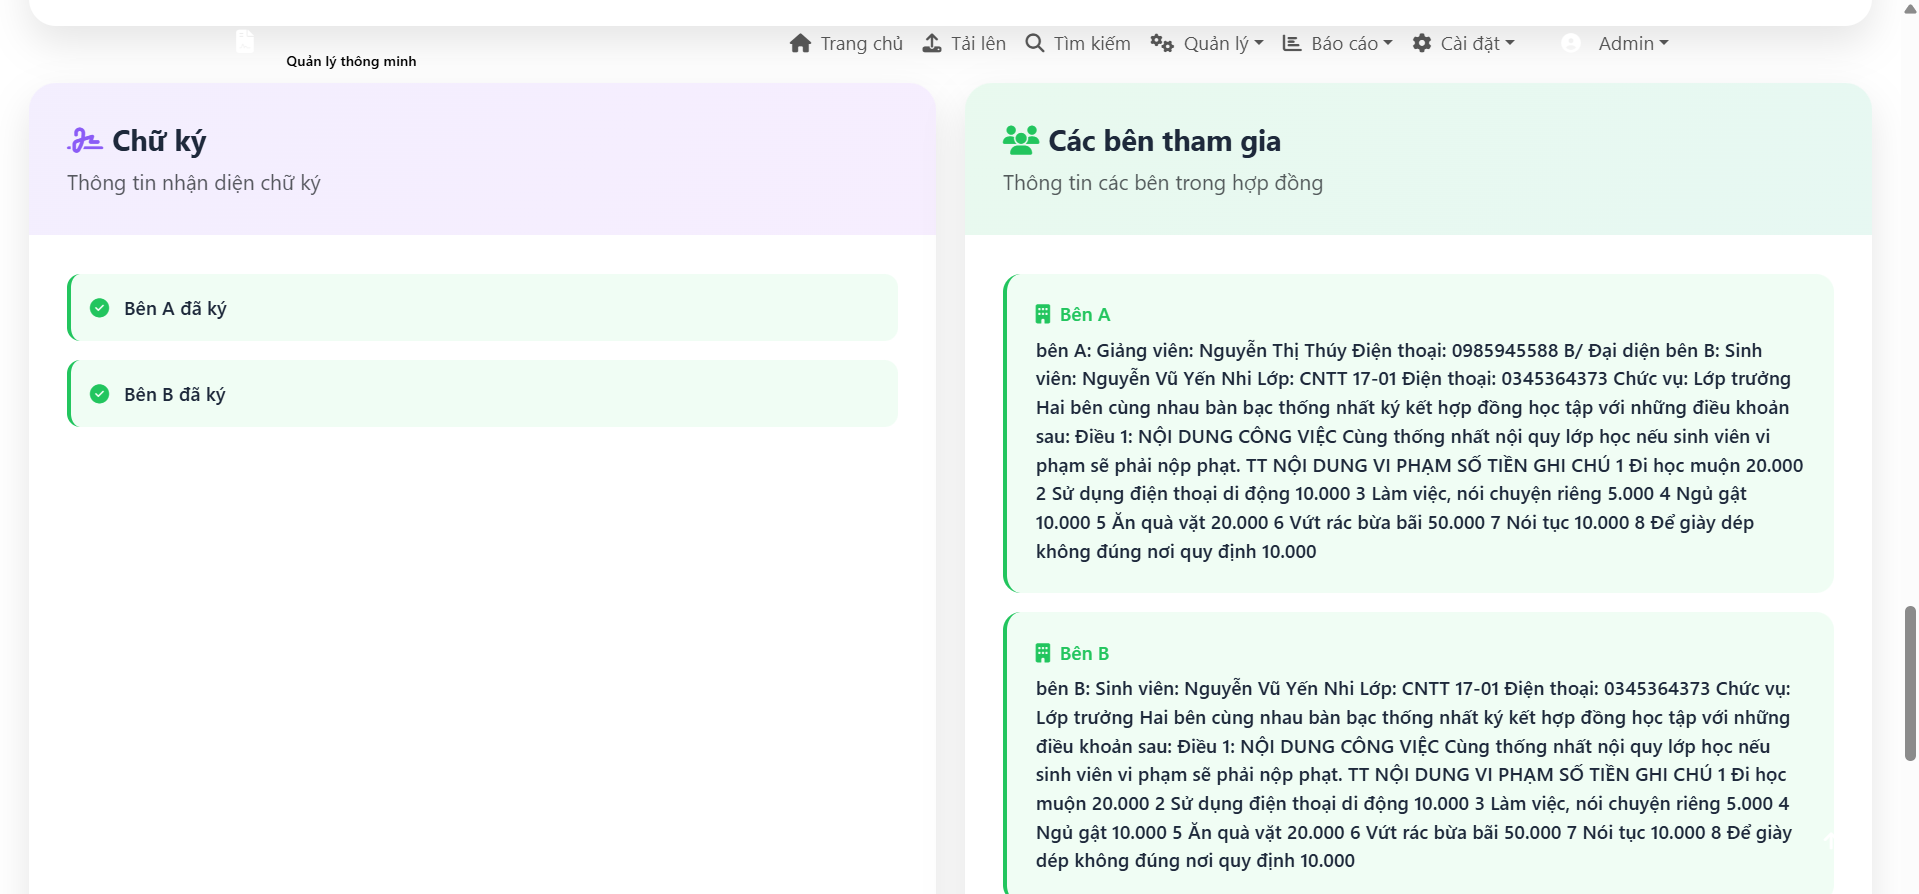 Trang chủ Tải lên Tìm kiếm Quản lý Báo cáo Cài đặt Admin
Quản lý thông minh
Chữ ký
Thông tin nhận diện chữ ký
Bên A đã ký
Bên B đã ký
Các bên tham gia
Thông tin các bên trong hợp đồng
Bên A
bên A: Giảng viên: Nguyễn Thị Thúy Điện thoại: 0985945588 B/ Đại diện bên B: Sinh
viên: Nguyễn Vũ Yến Nhi Lớp: CNTT 17-01 Điện thoại: 0345364373 Chức vụ: Lớp trưởng
Hai bên cùng nhau bàn bạc thống nhất ký kết hợp đồng học tập với những điều khoản
sau: Điều 1: NỘI DUNG CÔNG VIỆC Cùng thống nhất nội quy lớp học nếu sinh viên vi
phạm sẽ phải nộp phạt. TT NỘI DUNG VI PHẠM SỐ TIỀN GHI CHÚ 1 Đi học muộn 20.000
2 Sử dụng điện thoại di động 10.000 3 Làm việc, nói chuyện riêng 5.000 4 Ngủ gật
10.000 5 Ăn quà vặt 20.000 6 Vứt rác bừa bãi 50.000 7 Nói tục 10.000 8 Để giày dép
không đúng nơi quy định 10.000
Bên B
bên B: Sinh viên: Nguyễn Vũ Yến Nhi Lớp: CNTT 17-01 Điện thoại: 0345364373 Chức vụ:
Lớp trưởng Hai bên cùng nhau bàn bạc thống nhất ký kết hợp đồng học tập với những
điều khoản sau: Điều 1: NỘI DUNG CÔNG VIỆC Cùng thống nhất nội quy lớp học nếu
sinh viên vi phạm sẽ phải nộp phạt. TT NỘI DUNG VI PHẠM SỐ TIỀN GHI CHÚ 1 Đi học
muộn 20.000 2 Sử dụng điện thoại di động 10.000 3 Làm việc, nói chuyện riêng 5.000 4
Ngủ gật 10.000 5 Ăn quà vặt 20.000 6 Vứt rác bừa bãi 50.000 7 Nói tục 10.000 8 Để giày
dép không đúng nơi quy định 10.000